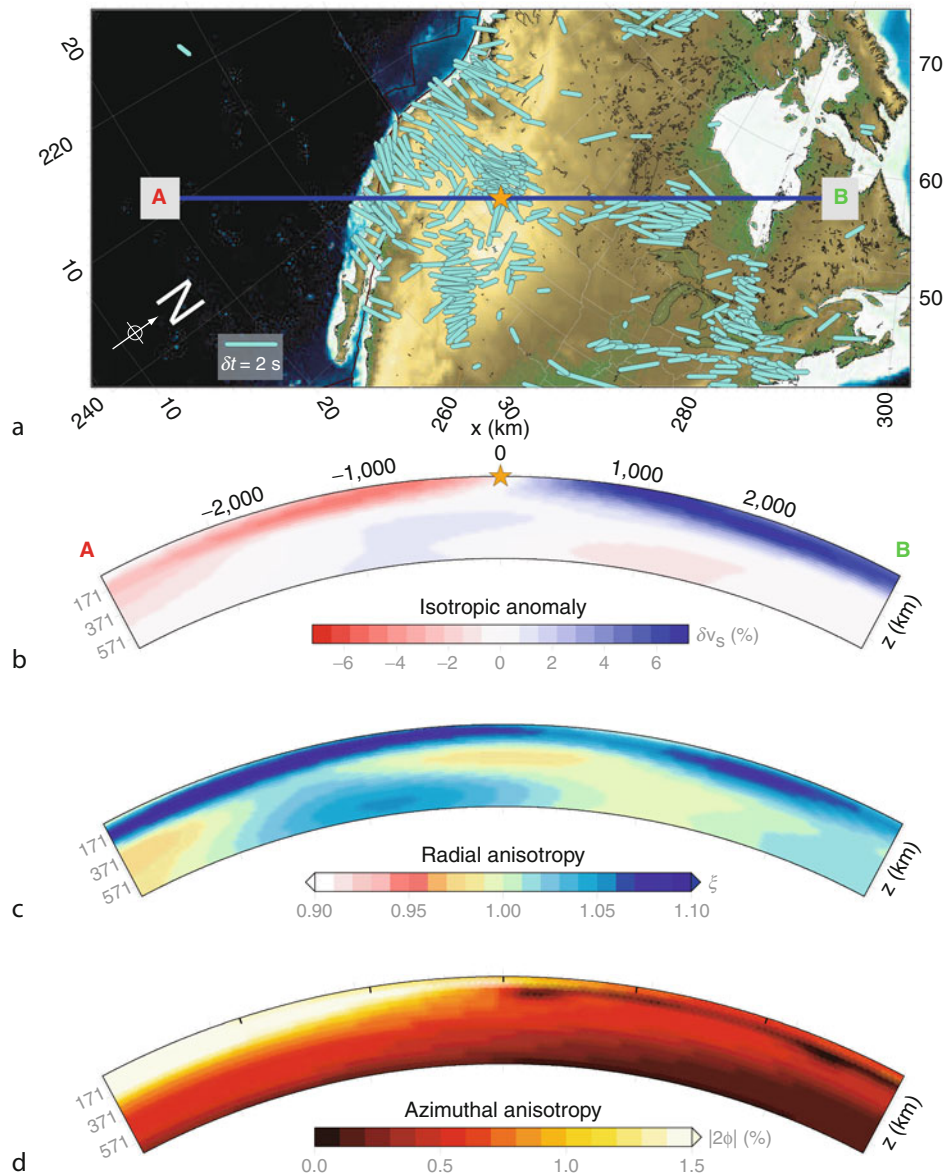 20
220
10
240
10
20
260
30
280
300
70
60
50
A
B
N
δt = 2 s
a
x (km)
−2,000
−1,000
0
1,000
2,000
A
B
171
371
571
z (km)
Isotropic anomaly
δvs (%)
−6 −4 −2 0 2 4 6
b
171
371
571
z (km)
Radial anisotropy
ξ
0.90 0.95 1.00 1.05 1.10
c
171
371
571
z (km)
Azimuthal anisotropy
|2ϕ| (%)
0.0 0.5 1.0 1.5
d